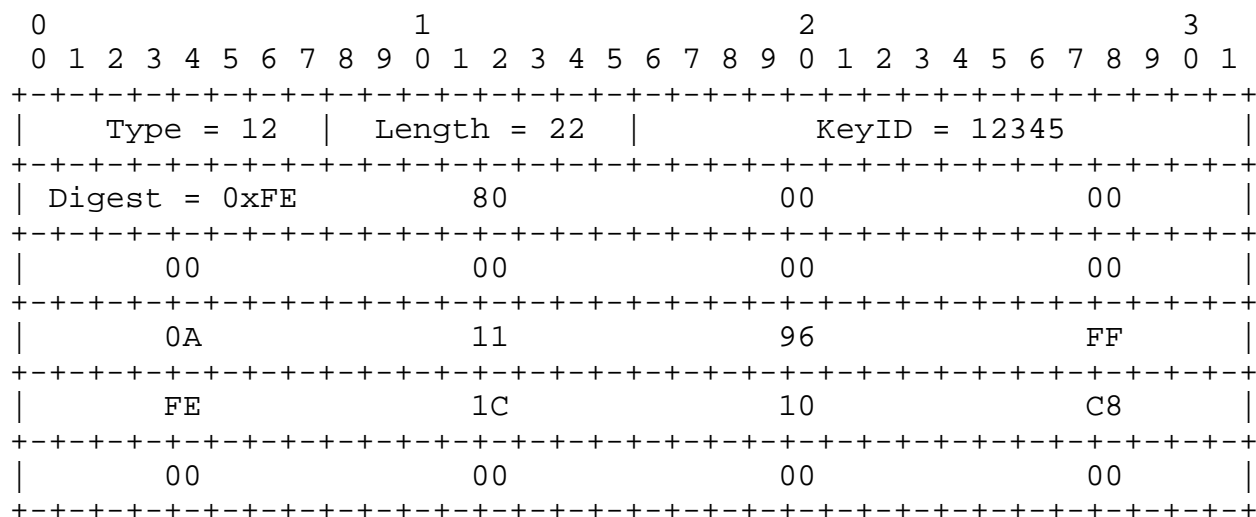 0                   1                   2                   3
0 1 2 3 4 5 6 7 8 9 0 1 2 3 4 5 6 7 8 9 0 1 2 3 4 5 6 7 8 9 0 1
+-+-+-+-+-+-+-+-+-+-+-+-+-+-+-+-+-+-+-+-+-+-+-+-+-+-+-+-+-+-+-+-+
|    Type = 12  |  Length = 22  |         KeyID = 12345         |
+-+-+-+-+-+-+-+-+-+-+-+-+-+-+-+-+-+-+-+-+-+-+-+-+-+-+-+-+-+-+-+-+
| Digest = 0xFE         80              00              00      |
+-+-+-+-+-+-+-+-+-+-+-+-+-+-+-+-+-+-+-+-+-+-+-+-+-+-+-+-+-+-+-+-+
|       00              00              00              00      |
+-+-+-+-+-+-+-+-+-+-+-+-+-+-+-+-+-+-+-+-+-+-+-+-+-+-+-+-+-+-+-+-+
|       0A              11              96              FF      |
+-+-+-+-+-+-+-+-+-+-+-+-+-+-+-+-+-+-+-+-+-+-+-+-+-+-+-+-+-+-+-+-+
|       FE              1C              10              C8      |
+-+-+-+-+-+-+-+-+-+-+-+-+-+-+-+-+-+-+-+-+-+-+-+-+-+-+-+-+-+-+-+-+
|       00              00              00              00      |
+-+-+-+-+-+-+-+-+-+-+-+-+-+-+-+-+-+-+-+-+-+-+-+-+-+-+-+-+-+-+-+-+